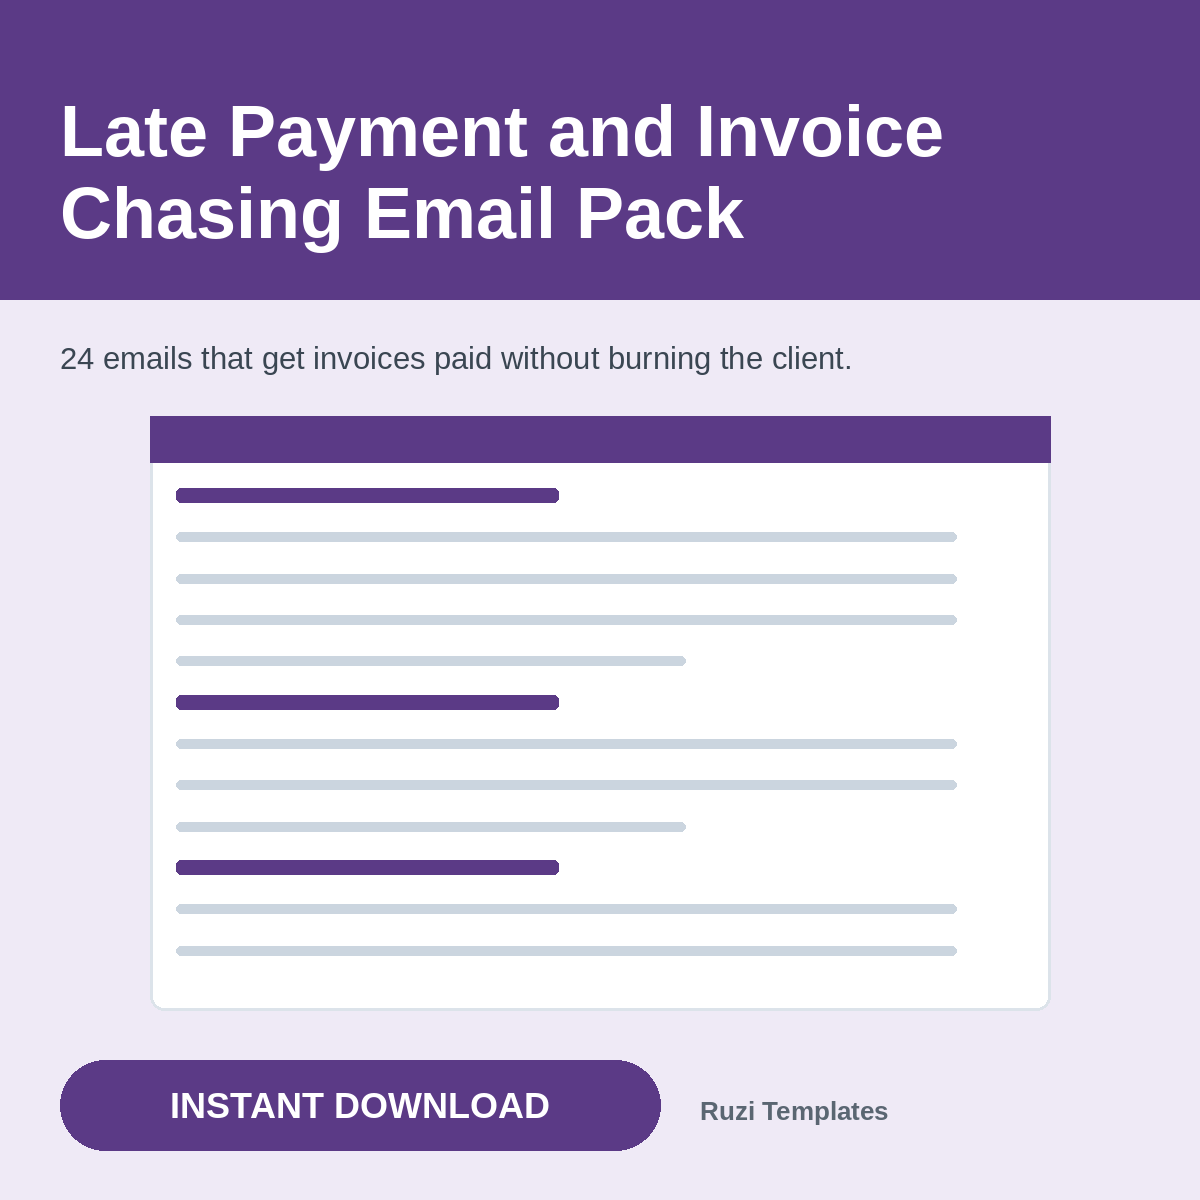 Late Payment and Invoice
Chasing Email Pack
24 emails that get invoices paid without burning the client.
INSTANT DOWNLOAD
Ruzi Templates